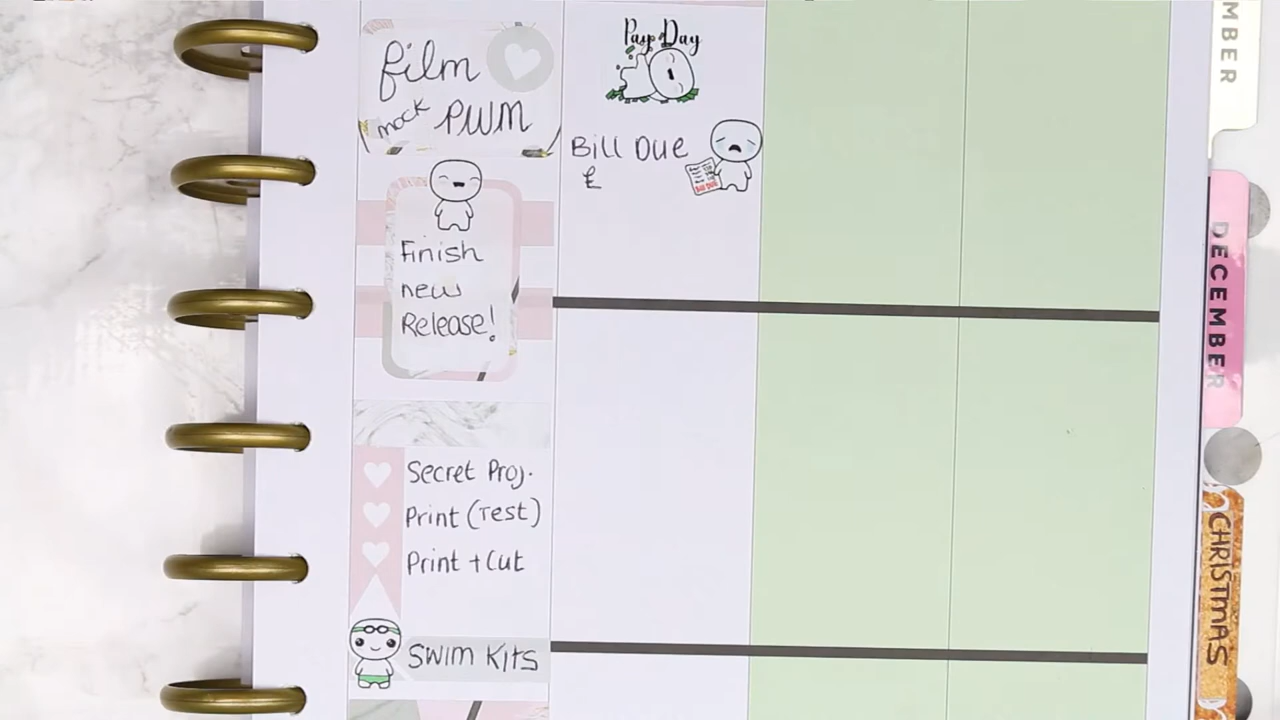 film
mock PWM
Finish
new
Release!
Secret Proj.
Print (Test)
Print + Cut
Swim Kits
Pay Day
Bill Due
£
MBER
DECEMBER
CHRISTMAS